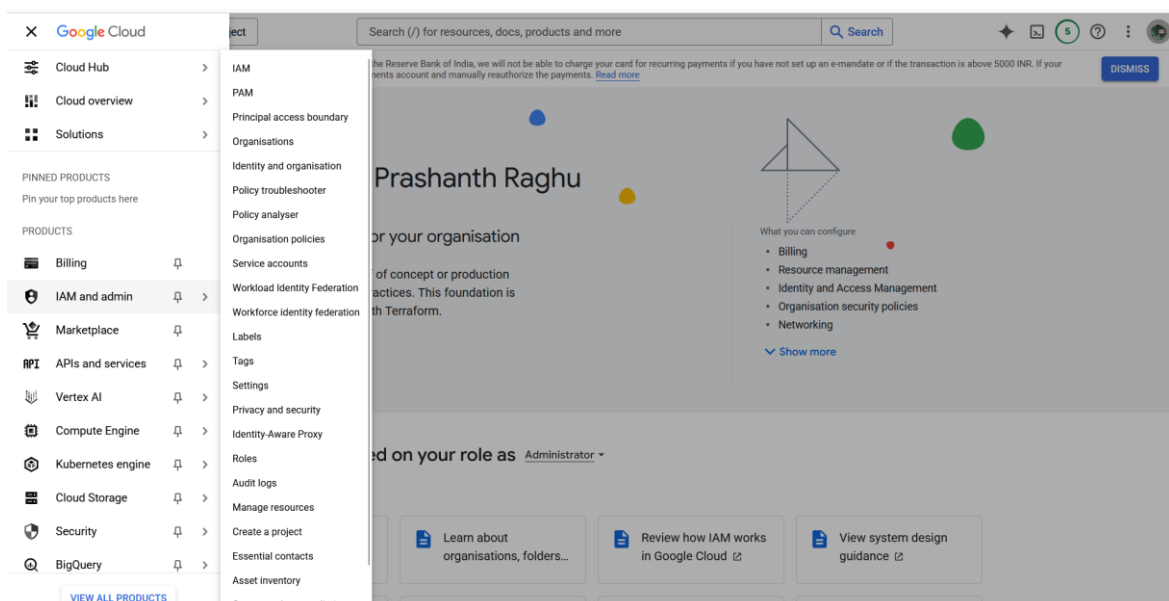 Google Cloud
ject
Search (/) for resources, docs, products and more
Search
5
Cloud Hub
Cloud overview
Solutions
PINNED PRODUCTS
Pin your top products here
PRODUCTS
Billing
IAM and admin
Marketplace
API APIs and services
Vertex AI
Compute Engine
Kubernetes engine
Cloud Storage
Security
BigQuery
VIEW ALL PRODUCTS
IAM
PAM
Principal access boundary
Organisations
Identity and organisation
Policy troubleshooter
Policy analyser
Organisation policies
Service accounts
Workload Identity Federation
Workforce identity federation
Labels
Tags
Settings
Privacy and security
Identity-Aware Proxy
Roles
Audit logs
Manage resources
Create a project
Essential contacts
Asset inventory
the Reserve Bank of India, we will not be able to charge your card for recurring payments if you have not set up an e-mandate or if the transaction is above 5000 INR. If your
nents account and manually reauthorize the payments. Read more
DISMISS
Prashanth Raghu
or your organisation
of concept or production
actices. This foundation is
th Terraform.
What you can configure
• Billing
• Resource management
• Identity and Access Management
• Organisation security policies
• Networking
Show more
ed on your role as Administrator
Learn about
organisations, folders...
Review how IAM works
in Google Cloud
View system design
guidance